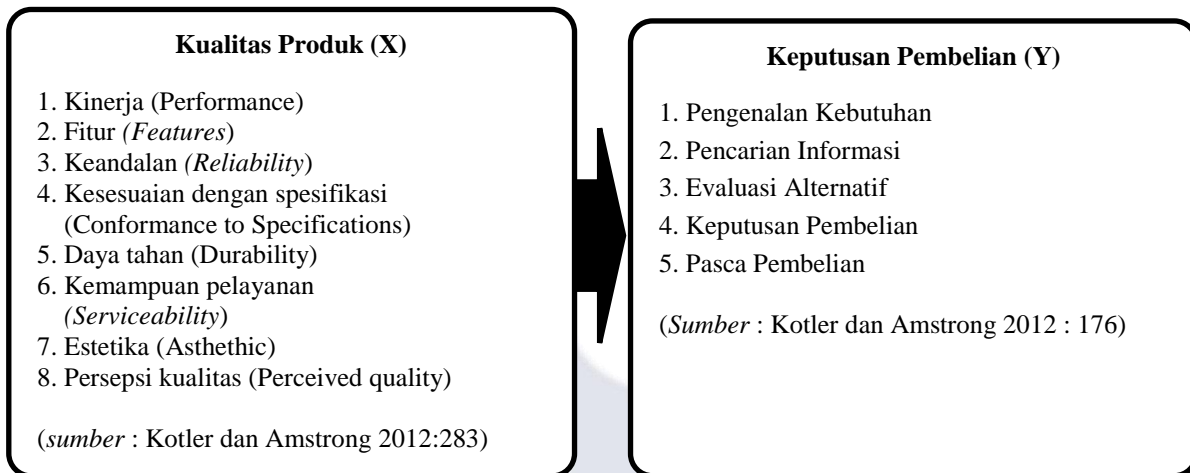 Kualitas Produk (X)
1. Kinerja (Performance)
2. Fitur (Features)
3. Keandalan (Reliability)
4. Kesesuaian dengan spesifikasi
(Conformance to Specifications)
5. Daya tahan (Durability)
6. Kemampuan pelayanan
(Serviceability)
7. Estetika (Asthethic)
8. Persepsi kualitas (Perceived quality)
(sumber : Kotler dan Amstrong 2012:283)
Keputusan Pembelian (Y)
1. Pengenalan Kebutuhan
2. Pencarian Informasi
3. Evaluasi Alternatif
4. Keputusan Pembelian
5. Pasca Pembelian
(Sumber : Kotler dan Amstrong 2012 : 176)